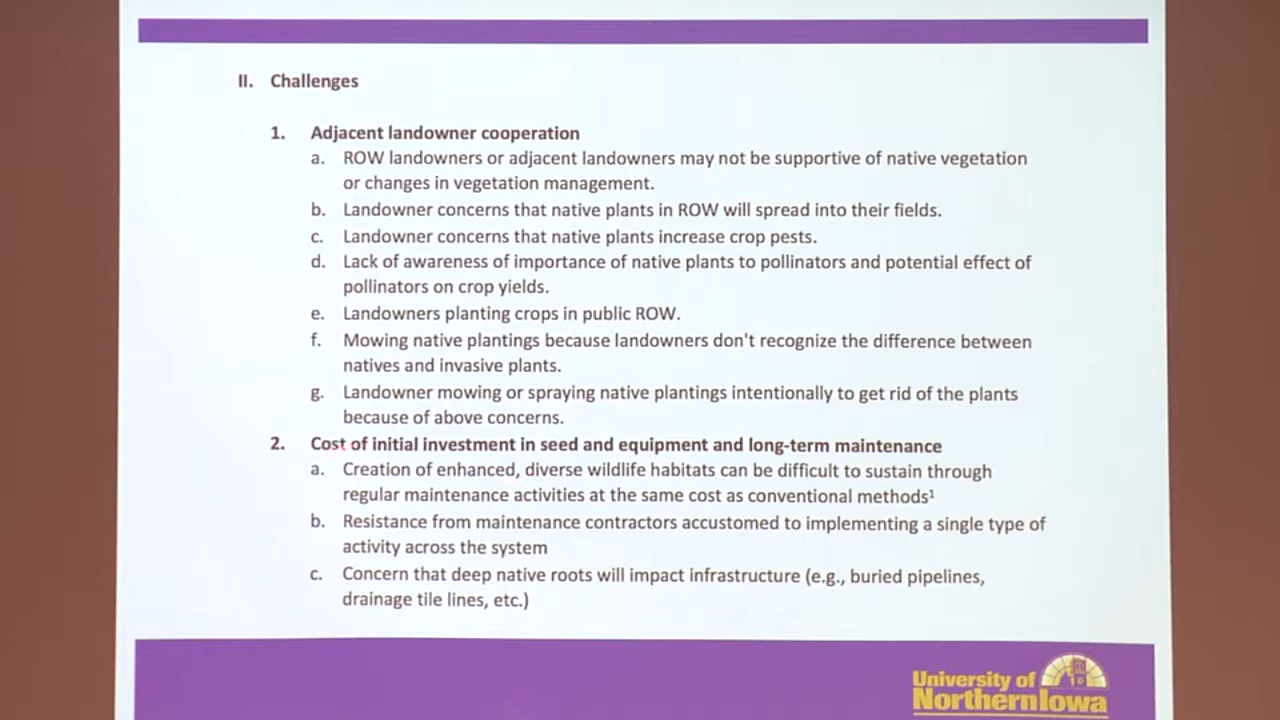 II. Challenges
1. Adjacent landowner cooperation
a. ROW landowners or adjacent landowners may not be supportive of native vegetation
or changes in vegetation management.
b. Landowner concerns that native plants in ROW will spread into their fields.
c. Landowner concerns that native plants increase crop pests.
d. Lack of awareness of importance of native plants to pollinators and potential effect of
pollinators on crop yields.
e. Landowners planting crops in public ROW.
f. Mowing native plantings because landowners don't recognize the difference between
natives and invasive plants.
g. Landowner mowing or spraying native plantings intentionally to get rid of the plants
because of above concerns.
2. Cost of initial investment in seed and equipment and long-term maintenance
a. Creation of enhanced, diverse wildlife habitats can be difficult to sustain through
regular maintenance activities at the same cost as conventional methods¹
b. Resistance from maintenance contractors accustomed to implementing a single type of
activity across the system
c. Concern that deep native roots will impact infrastructure (e.g., buried pipelines,
drainage tile lines, etc.)
University of
Northern Iowa